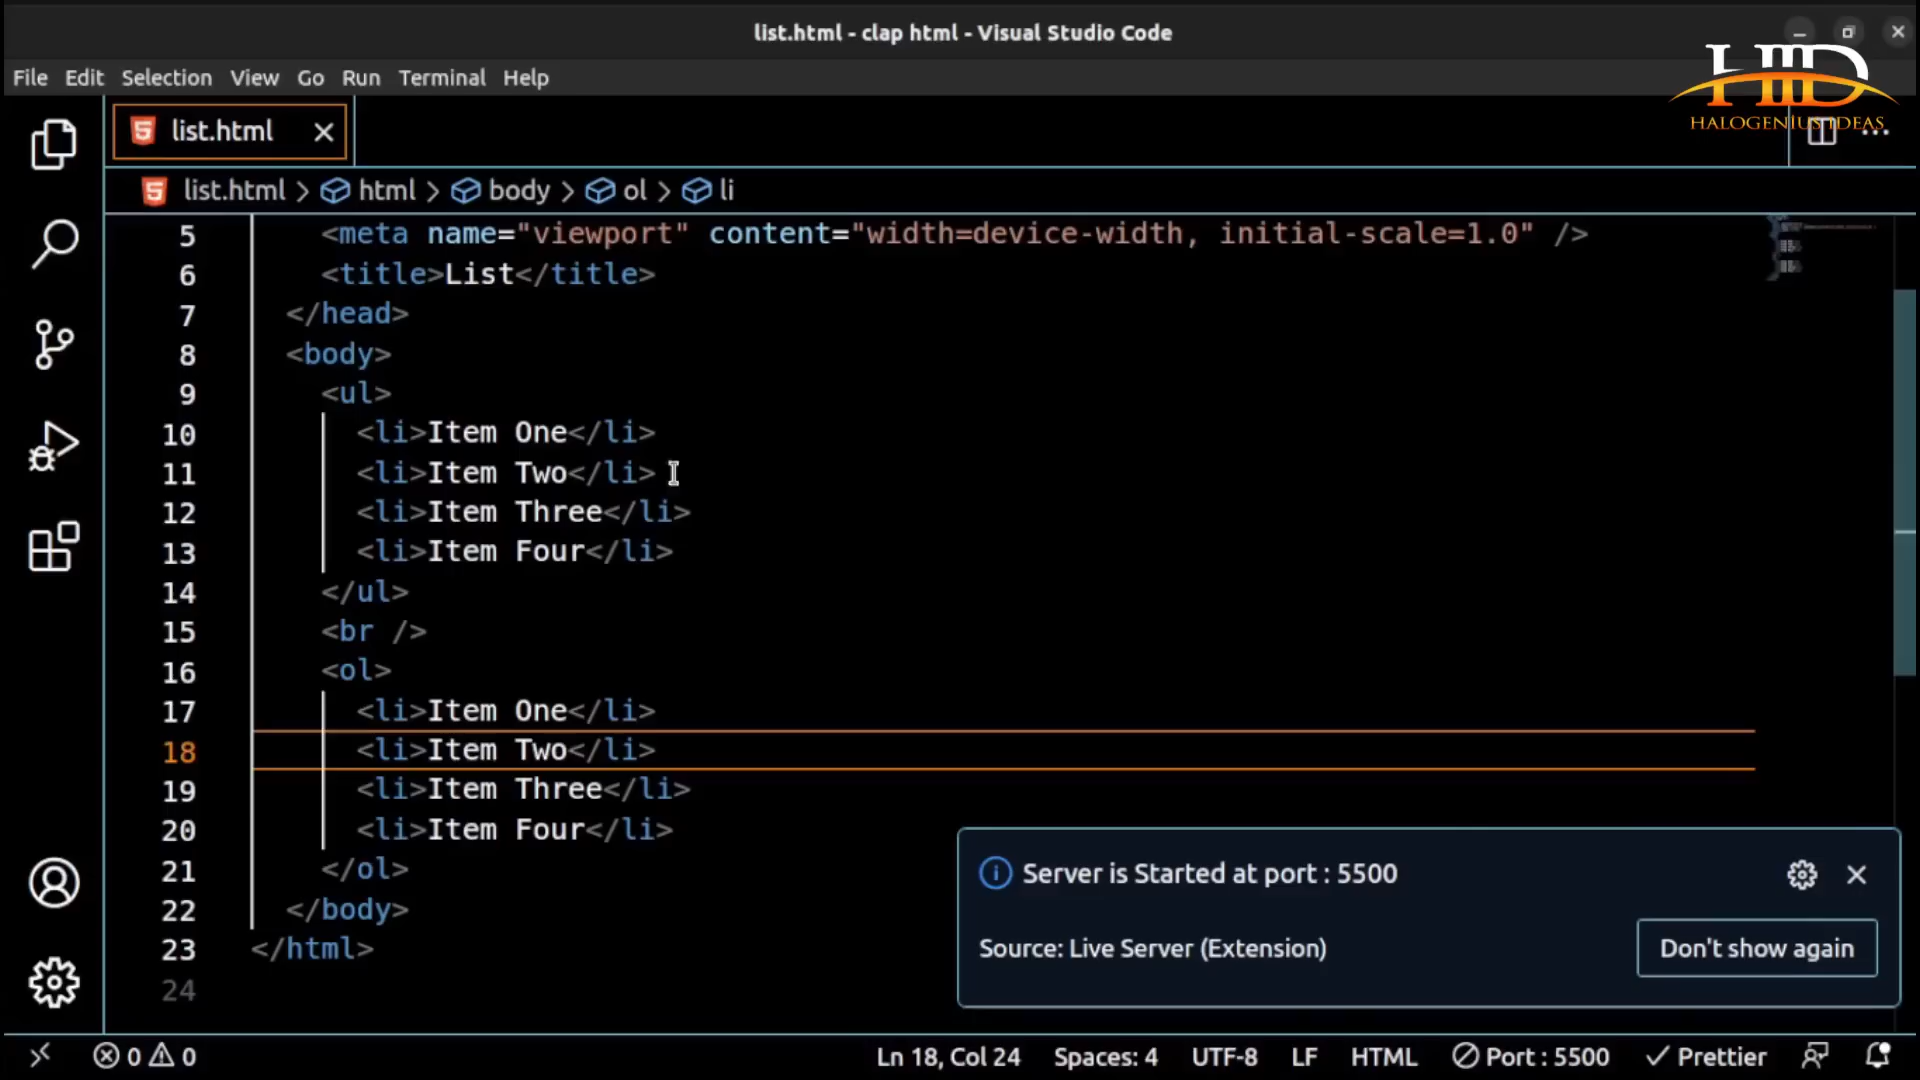 list.html - clap html - Visual Studio Code
File Edit Selection View Go Run Terminal Help
HID
HALOGENIUS IDEAS
list.html
list.html > html > body > ol > li
5 <meta name="viewport" content="width=device-width, initial-scale=1.0" />
6 <title>List</title>
7 </head>
8 <body>
9 <ul>
10 <li>Item One</li>
11 <li>Item Two</li>
12 <li>Item Three</li>
13 <li>Item Four</li>
14 </ul>
15 <br />
16 <ol>
17 <li>Item One</li>
18 <li>Item Two</li>
19 <li>Item Three</li>
20 <li>Item Four</li>
21 </ol>
22 </body>
23 </html>
24
Server is Started at port : 5500
Source: Live Server (Extension)
Don't show again
0 0 Ln 18, Col 24 Spaces: 4 UTF-8 LF HTML Port : 5500 Prettier